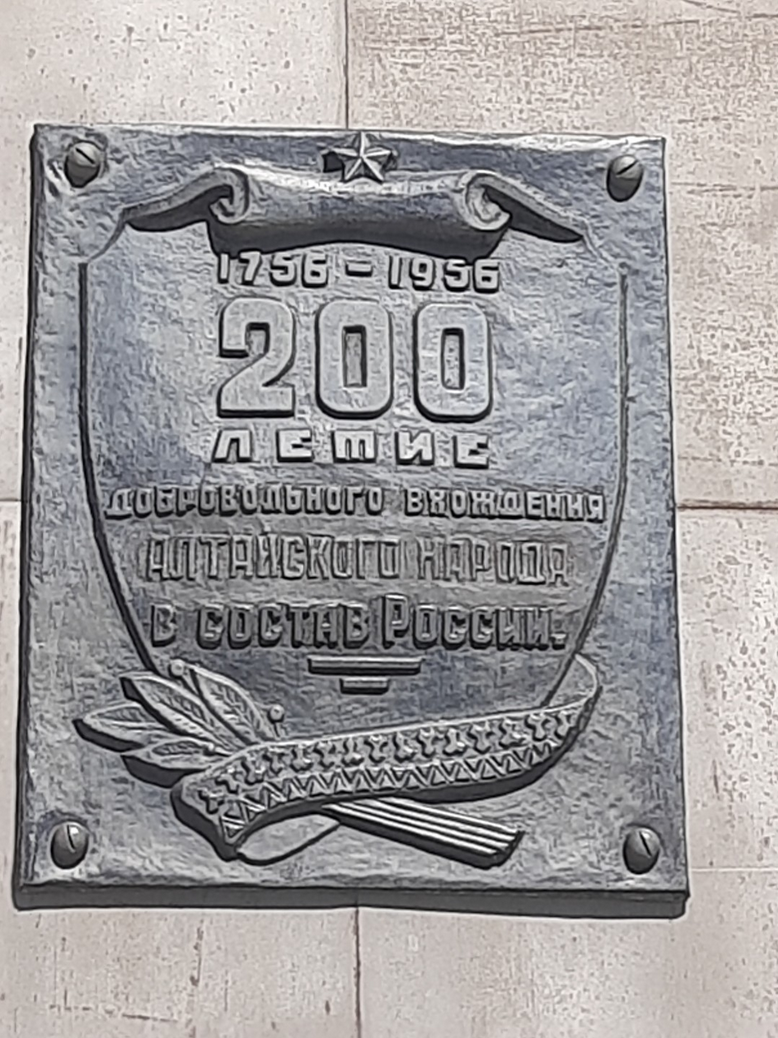 1756 - 1956
200
летие
ДОБРОВОЛЬНОГО ВХОЖДЕНИЯ
АЛТАЙСКОГО НАРОДА
В СОСТАВ РОССИИ.